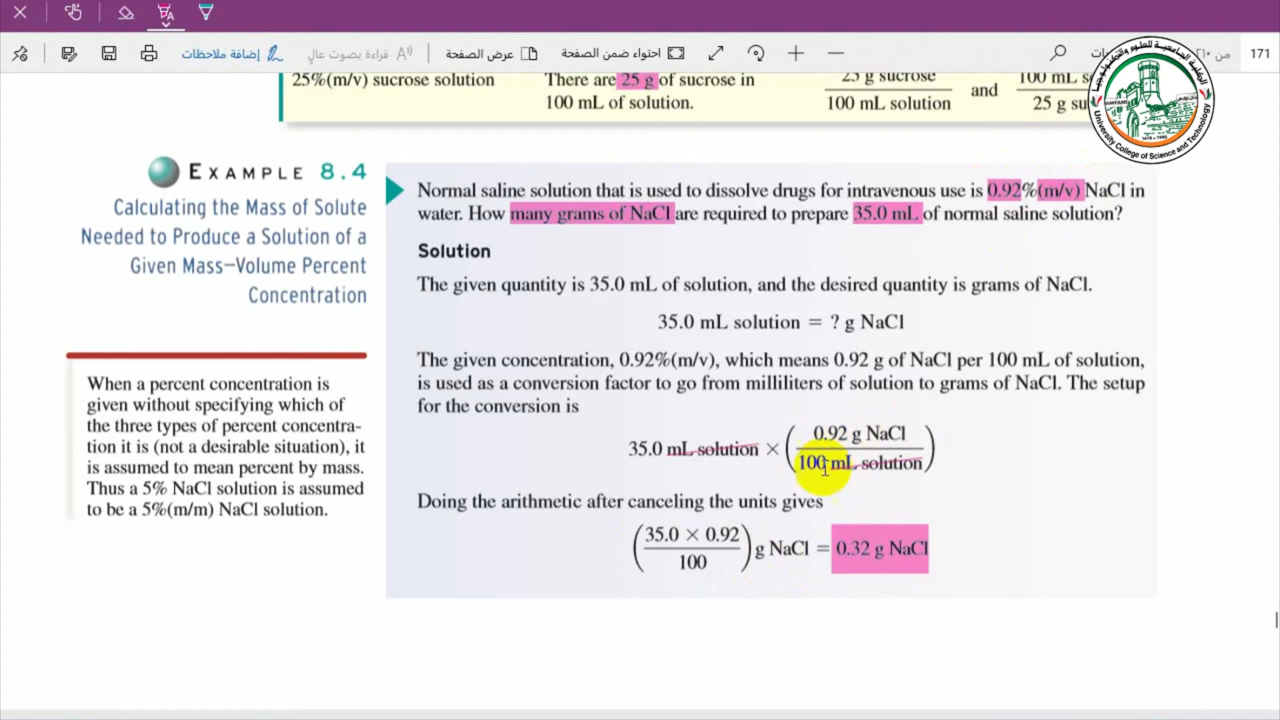 إضافة ملاحظات
قراءة بصوت عالٍ
عرض الصفحة
احتواء ضمن الصفحة
من
171
25%(m/v) sucrose solution
There are 25 g of sucrose in
100 mL of solution.
25 g sucrose
100 mL solution
and
100 mL
25 g
University College of Science and Technology
EXAMPLE 8.4
Calculating the Mass of Solute
Needed to Produce a Solution of a
Given Mass–Volume Percent
Concentration
When a percent concentration is
given without specifying which of
the three types of percent concentra-
tion it is (not a desirable situation), it
is assumed to mean percent by mass.
Thus a 5% NaCl solution is assumed
to be a 5%(m/m) NaCl solution.
Normal saline solution that is used to dissolve drugs for intravenous use is 0.92%(m/v) NaCl in
water. How many grams of NaCl are required to prepare 35.0 mL of normal saline solution?
Solution
The given quantity is 35.0 mL of solution, and the desired quantity is grams of NaCl.
35.0 mL solution = ? g NaCl
The given concentration, 0.92%(m/v), which means 0.92 g of NaCl per 100 mL of solution,
is used as a conversion factor to go from milliliters of solution to grams of NaCl. The setup
for the conversion is
35.0 mL solution × (0.92 g NaCl
100 mL solution)
Doing the arithmetic after canceling the units gives
(35.0 × 0.92
100) g NaCl = 0.32 g NaCl